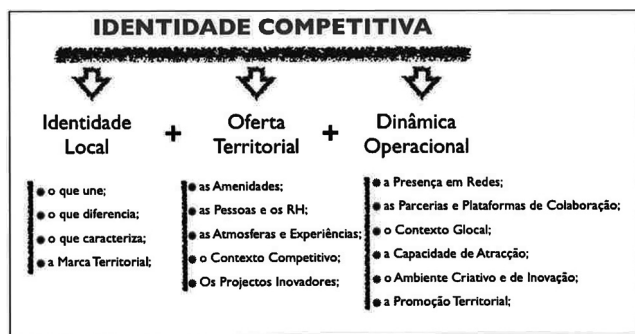 IDENTIDADE COMPETITIVA
Identidade
Local
+
Oferta
Territorial
+
Dinâmica
Operacional
o que une;
o que diferencia;
o que caracteriza;
a Marca Territorial;
as Amenidades;
as Pessoas e os RH;
as Atmosferas e Experiências;
o Contexto Competitivo;
Os Projectos Inovadores;
a Presença em Redes;
as Parcerias e Plataformas de Colaboração;
o Contexto Glocal;
a Capacidade de Atracção;
o Ambiente Criativo e de Inovação;
a Promoção Territorial;